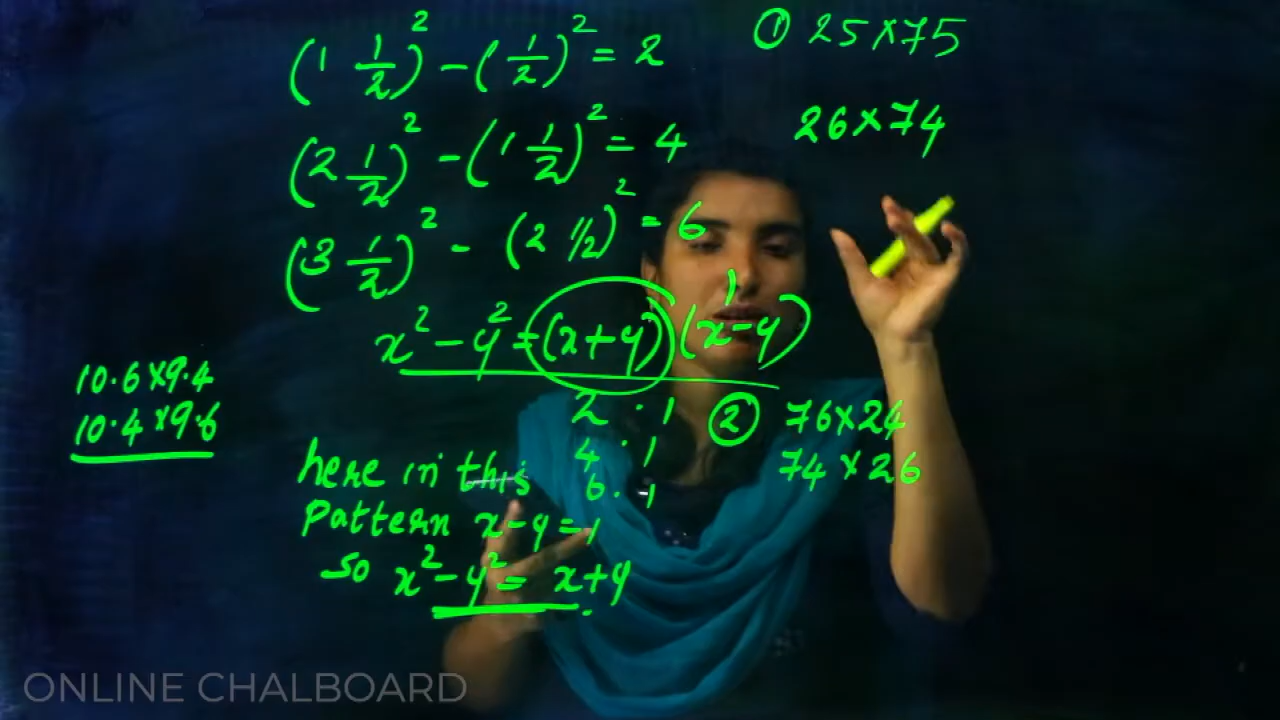 (1 1/2)² - (1/2)² = 2
(2 1/2)² - (1 1/2)² = 4
(3 1/2)² - (2 1/2)² = 6
x² - y² = (x+y) (x-y)
1
2 · 1
4 · 1
6 · 1
here in this
Pattern x-y=1
so x² - y² = x+y
10.6×9.4
10.4×9.6
① 25×75
26×74
② 76×24
74×26
ONLINE CHALBOARD